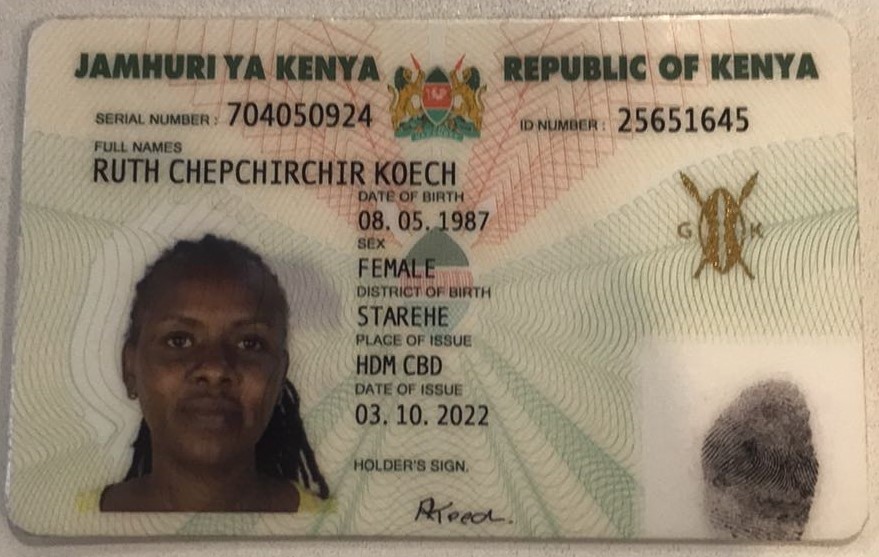 JAMHURI YA KENYA REPUBLIC OF KENYA
SERIAL NUMBER : 704050924 ID NUMBER : 25651645
FULL NAMES
RUTH CHEPCHIRCHIR KOECH
DATE OF BIRTH
08. 05. 1987
SEX
FEMALE
DISTRICT OF BIRTH
STAREHE
PLACE OF ISSUE
HDM CBD
DATE OF ISSUE
03. 10. 2022
HOLDER'S SIGN.
G K